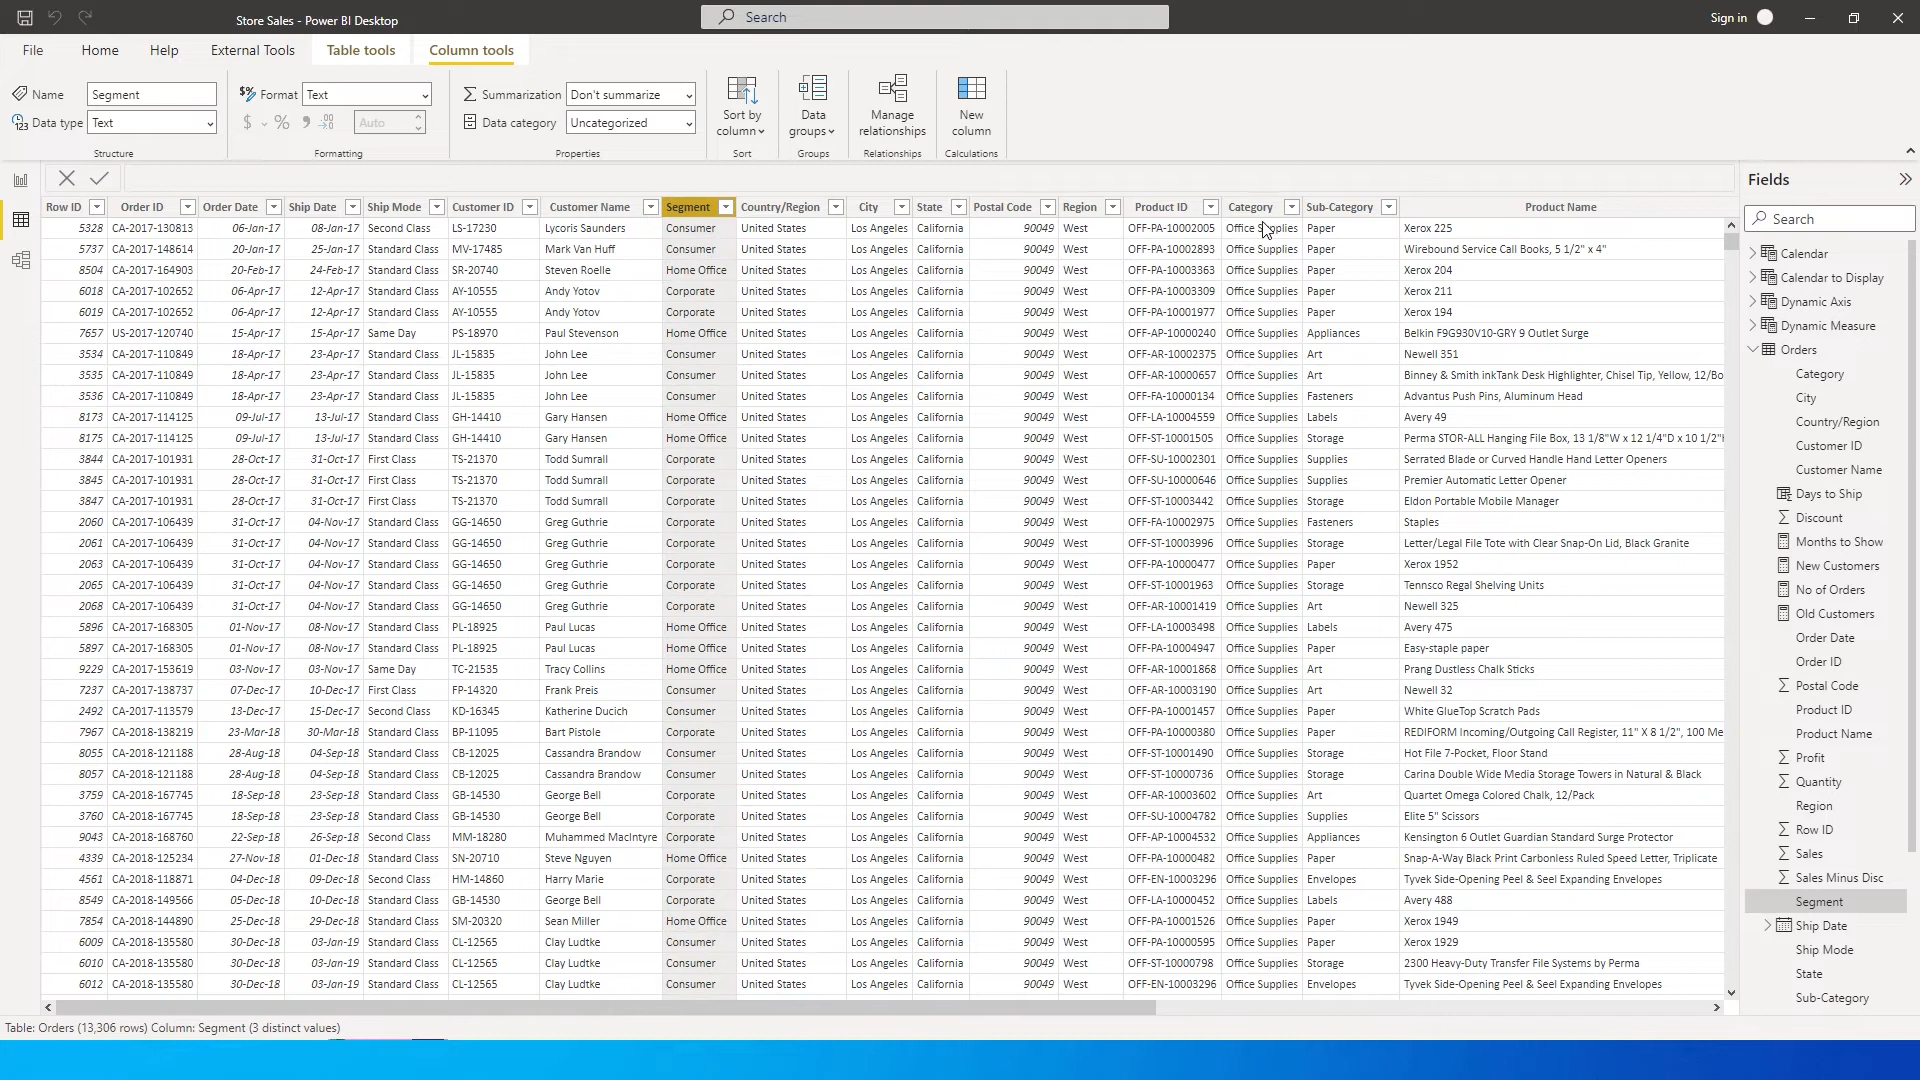 Store Sales - Power BI Desktop
Search
Sign in
File Home Help External Tools Table tools Column tools
Name Segment
Data type Text
Structure
$% Format Text
$ % Auto
Formatting
Summarization Don't summarize
Data category Uncategorized
Properties
Sort by column
Sort
Data groups
Groups
Manage relationships
Relationships
New column
Calculations
Row ID Order ID Order Date Ship Date Ship Mode Customer ID Customer Name Segment Country/Region City State Postal Code Region Product ID Category Sub-Category Product Name
5328 CA-2017-130813 06-Jan-17 08-Jan-17 Second Class LS-17230 Lycoris Saunders Consumer United States Los Angeles California 90049 West OFF-PA-10002005 Office Supplies Paper Xerox 225
5737 CA-2017-148614 20-Jan-17 25-Jan-17 Standard Class MV-17485 Mark Van Huff Consumer United States Los Angeles California 90049 West OFF-PA-10002893 Office Supplies Paper Wirebound Service Call Books, 5 1/2" x 4"
8504 CA-2017-164903 20-Feb-17 24-Feb-17 Standard Class SR-20740 Steven Roelle Home Office United States Los Angeles California 90049 West OFF-PA-10003363 Office Supplies Paper Xerox 204
6018 CA-2017-102652 06-Apr-17 12-Apr-17 Standard Class AY-10555 Andy Yotov Corporate United States Los Angeles California 90049 West OFF-PA-10003309 Office Supplies Paper Xerox 211
6019 CA-2017-102652 06-Apr-17 12-Apr-17 Standard Class AY-10555 Andy Yotov Corporate United States Los Angeles California 90049 West OFF-PA-10001977 Office Supplies Paper Xerox 194
7657 US-2017-120740 15-Apr-17 15-Apr-17 Same Day PS-18970 Paul Stevenson Home Office United States Los Angeles California 90049 West OFF-AP-10000240 Office Supplies Appliances Belkin F9G930V10-GRY 9 Outlet Surge
3534 CA-2017-110849 18-Apr-17 23-Apr-17 Standard Class JL-15835 John Lee Consumer United States Los Angeles California 90049 West OFF-AR-10002375 Office Supplies Art Newell 351
3535 CA-2017-110849 18-Apr-17 23-Apr-17 Standard Class JL-15835 John Lee Consumer United States Los Angeles California 90049 West OFF-AR-10000657 Office Supplies Art Binney & Smith inkTank Desk Highlighter, Chisel Tip, Yellow, 12/Bo
3536 CA-2017-110849 18-Apr-17 23-Apr-17 Standard Class JL-15835 John Lee Consumer United States Los Angeles California 90049 West OFF-FA-10000134 Office Supplies Fasteners Advantus Push Pins, Aluminum Head
8173 CA-2017-114125 09-Jul-17 13-Jul-17 Standard Class GH-14410 Gary Hansen Home Office United States Los Angeles California 90049 West OFF-LA-10004559 Office Supplies Labels Avery 49
8175 CA-2017-114125 09-Jul-17 13-Jul-17 Standard Class GH-14410 Gary Hansen Home Office United States Los Angeles California 90049 West OFF-ST-10001505 Office Supplies Storage Perma STOR-ALL Hanging File Box, 13 1/8"W x 12 1/4"D x 10 1/2"H
3844 CA-2017-101931 28-Oct-17 31-Oct-17 First Class TS-21370 Todd Sumrall Corporate United States Los Angeles California 90049 West OFF-SU-10002301 Office Supplies Supplies Serrated Blade or Curved Handle Hand Letter Openers
3845 CA-2017-101931 28-Oct-17 31-Oct-17 First Class TS-21370 Todd Sumrall Corporate United States Los Angeles California 90049 West OFF-SU-10000646 Office Supplies Supplies Premier Automatic Letter Opener
3847 CA-2017-101931 28-Oct-17 31-Oct-17 First Class TS-21370 Todd Sumrall Corporate United States Los Angeles California 90049 West OFF-ST-10003442 Office Supplies Storage Eldon Portable Mobile Manager
2060 CA-2017-106439 31-Oct-17 04-Nov-17 Standard Class GG-14650 Greg Guthrie Corporate United States Los Angeles California 90049 West OFF-FA-10002975 Office Supplies Fasteners Staples
2061 CA-2017-106439 31-Oct-17 04-Nov-17 Standard Class GG-14650 Greg Guthrie Corporate United States Los Angeles California 90049 West OFF-ST-10003996 Office Supplies Storage Letter/Legal File Tote with Clear Snap-On Lid, Black Granite
2063 CA-2017-106439 31-Oct-17 04-Nov-17 Standard Class GG-14650 Greg Guthrie Corporate United States Los Angeles California 90049 West OFF-PA-10000477 Office Supplies Paper Xerox 1952
2065 CA-2017-106439 31-Oct-17 04-Nov-17 Standard Class GG-14650 Greg Guthrie Corporate United States Los Angeles California 90049 West OFF-ST-10001963 Office Supplies Storage Tennsco Regal Shelving Units
2068 CA-2017-106439 31-Oct-17 04-Nov-17 Standard Class GG-14650 Greg Guthrie Corporate United States Los Angeles California 90049 West OFF-AR-10001419 Office Supplies Art Newell 325
5896 CA-2017-168305 01-Nov-17 08-Nov-17 Standard Class PL-18925 Paul Lucas Home Office United States Los Angeles California 90049 West OFF-LA-10003498 Office Supplies Labels Avery 475
5897 CA-2017-168305 01-Nov-17 08-Nov-17 Standard Class PL-18925 Paul Lucas Home Office United States Los Angeles California 90049 West OFF-PA-10004947 Office Supplies Paper Easy-staple paper
9229 CA-2017-153619 03-Nov-17 03-Nov-17 Same Day TC-21535 Tracy Collins Home Office United States Los Angeles California 90049 West OFF-AR-10001868 Office Supplies Art Prang Dustless Chalk Sticks
7237 CA-2017-138737 07-Dec-17 10-Dec-17 First Class FP-14320 Frank Preis Consumer United States Los Angeles California 90049 West OFF-AR-10003190 Office Supplies Art Newell 32
2492 CA-2017-113579 13-Dec-17 15-Dec-17 Second Class KD-16345 Katherine Ducich Consumer United States Los Angeles California 90049 West OFF-PA-10001457 Office Supplies Paper White GlueTop Scratch Pads
7967 CA-2018-138219 23-Mar-18 30-Mar-18 Standard Class BP-11095 Bart Pistole Corporate United States Los Angeles California 90049 West OFF-PA-10000380 Office Supplies Paper REDIFORM Incoming/Outgoing Call Register, 11" X 8 1/2", 100 Me
8055 CA-2018-121188 28-Aug-18 04-Sep-18 Standard Class CB-12025 Cassandra Brandow Consumer United States Los Angeles California 90049 West OFF-ST-10001490 Office Supplies Storage Hot File 7-Pocket, Floor Stand
8057 CA-2018-121188 28-Aug-18 04-Sep-18 Standard Class CB-12025 Cassandra Brandow Consumer United States Los Angeles California 90049 West OFF-ST-10000736 Office Supplies Storage Carina Double Wide Media Storage Towers in Natural & Black
3759 CA-2018-167745 18-Sep-18 23-Sep-18 Standard Class GB-14530 George Bell Corporate United States Los Angeles California 90049 West OFF-AR-10003602 Office Supplies Art Quartet Omega Colored Chalk, 12/Pack
3760 CA-2018-167745 18-Sep-18 23-Sep-18 Standard Class GB-14530 George Bell Corporate United States Los Angeles California 90049 West OFF-SU-10004782 Office Supplies Supplies Elite 5" Scissors
9043 CA-2018-168760 22-Sep-18 26-Sep-18 Second Class MM-18280 Muhammed MacIntyre Corporate United States Los Angeles California 90049 West OFF-AP-10004532 Office Supplies Appliances Kensington 6 Outlet Guardian Standard Surge Protector
4339 CA-2018-125234 27-Nov-18 01-Dec-18 Standard Class SN-20710 Steve Nguyen Home Office United States Los Angeles California 90049 West OFF-PA-10000482 Office Supplies Paper Snap-A-Way Black Print Carbonless Ruled Speed Letter, Triplicate
4561 CA-2018-118871 04-Dec-18 09-Dec-18 Second Class HM-14860 Harry Marie Corporate United States Los Angeles California 90049 West OFF-EN-10003296 Office Supplies Envelopes Tyvek Side-Opening Peel & Seel Expanding Envelopes
8549 CA-2018-149566 05-Dec-18 10-Dec-18 Standard Class GB-14530 George Bell Corporate United States Los Angeles California 90049 West OFF-LA-10000452 Office Supplies Labels Avery 488
7854 CA-2018-144890 25-Dec-18 29-Dec-18 Standard Class SM-20320 Sean Miller Home Office United States Los Angeles California 90049 West OFF-PA-10001526 Office Supplies Paper Xerox 1949
6009 CA-2018-135580 30-Dec-18 03-Jan-19 Standard Class CL-12565 Clay Ludtke Consumer United States Los Angeles California 90049 West OFF-PA-10000595 Office Supplies Paper Xerox 1929
6010 CA-2018-135580 30-Dec-18 03-Jan-19 Standard Class CL-12565 Clay Ludtke Consumer United States Los Angeles California 90049 West OFF-ST-10000798 Office Supplies Storage 2300 Heavy-Duty Transfer File Systems by Perma
6012 CA-2018-135580 30-Dec-18 03-Jan-19 Standard Class CL-12565 Clay Ludtke Consumer United States Los Angeles California 90049 West OFF-EN-10003296 Office Supplies Envelopes Tyvek Side-Opening Peel & Seel Expanding Envelopes
Fields
Search
Calendar
Calendar to Display
Dynamic Axis
Dynamic Measure
Orders
Category
City
Country/Region
Customer ID
Customer Name
Days to Ship
Discount
Months to Show
New Customers
No of Orders
Old Customers
Order Date
Order ID
Postal Code
Product ID
Product Name
Profit
Quantity
Region
Row ID
Sales
Sales Minus Disc
Segment
Ship Date
Ship Mode
State
Sub-Category
Table: Orders (13,306 rows) Column: Segment (3 distinct values)